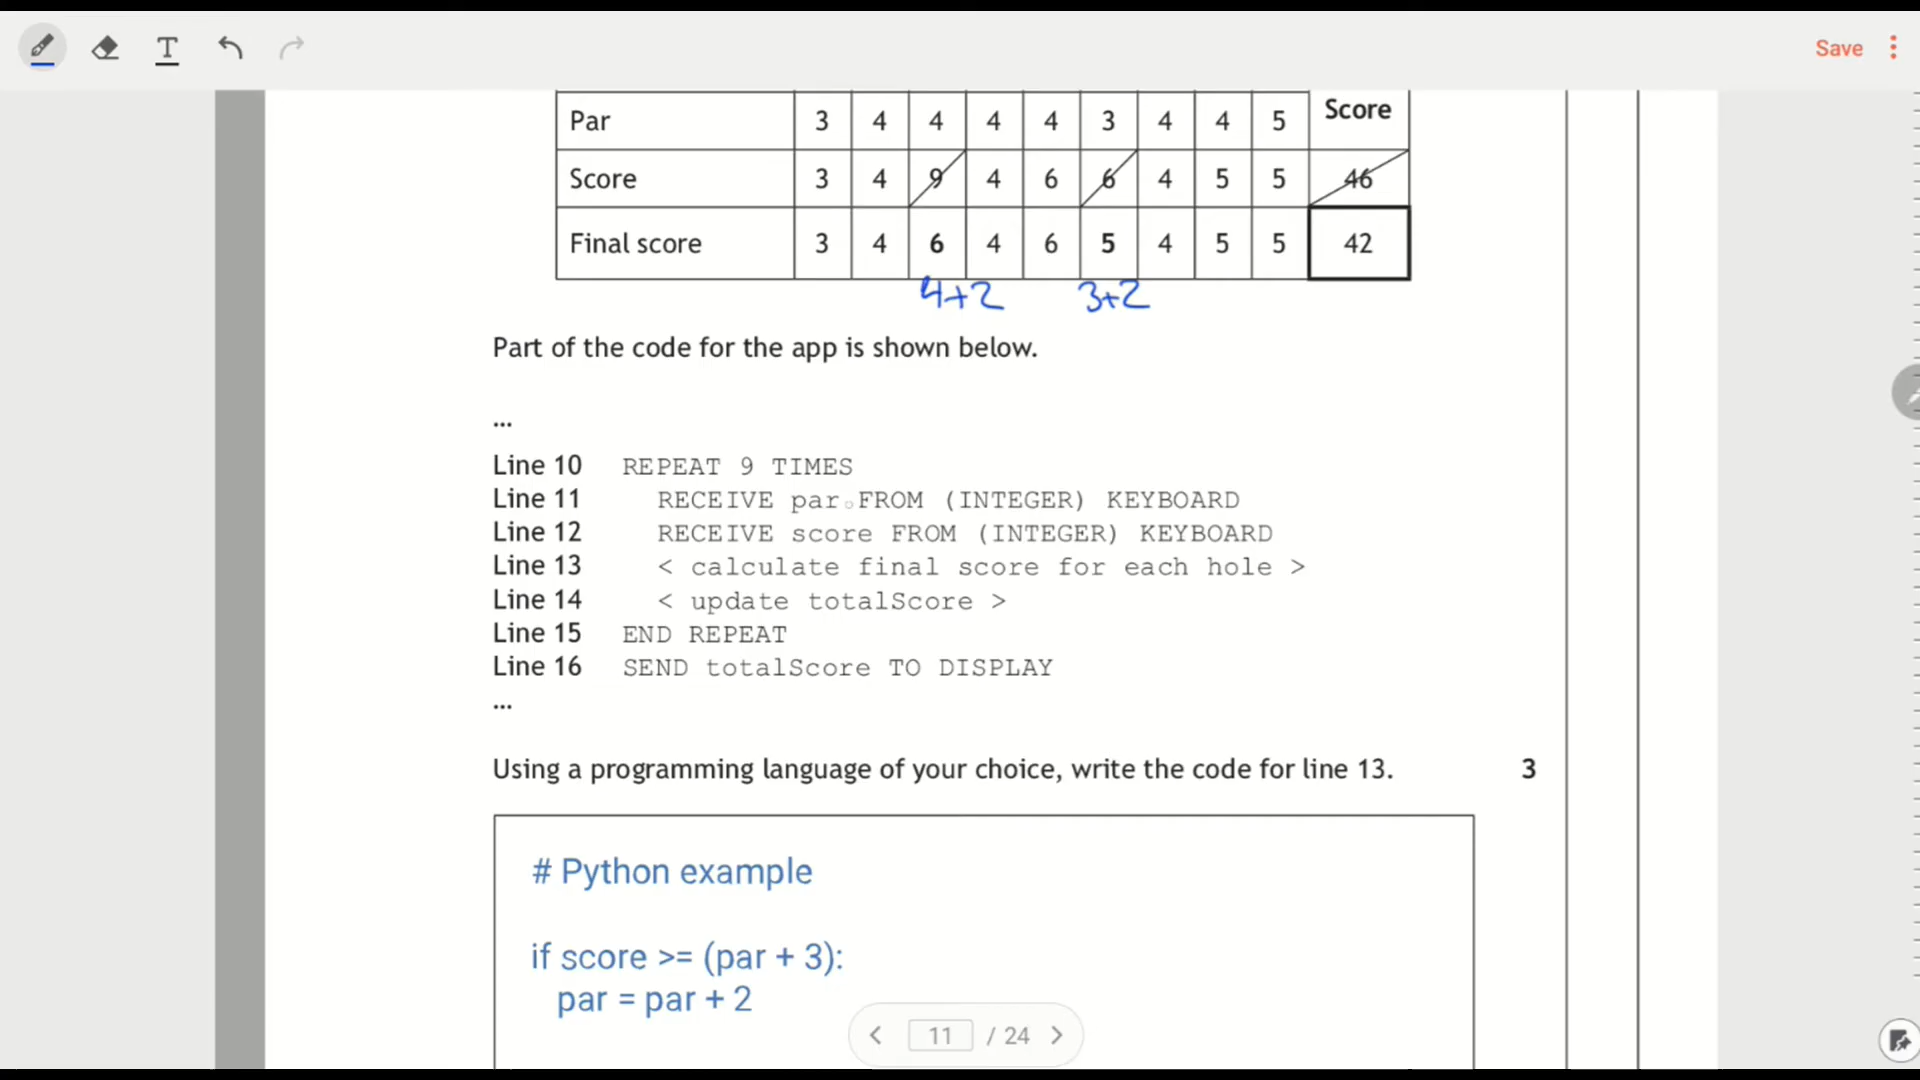 T
Save
Par 3 4 4 4 4 3 4 4 5 Score
Score 3 4 9 4 6 6 4 5 5 46
Final score 3 4 6 4 6 5 4 5 5 42
4+2 3+2
Part of the code for the app is shown below.
...
Line 10 REPEAT 9 TIMES
Line 11 RECEIVE par FROM (INTEGER) KEYBOARD
Line 12 RECEIVE score FROM (INTEGER) KEYBOARD
Line 13 < calculate final score for each hole >
Line 14 < update totalScore >
Line 15 END REPEAT
Line 16 SEND totalScore TO DISPLAY
...
Using a programming language of your choice, write the code for line 13. 3
# Python example
if score >= (par + 3):
par = par + 2
< 11 / 24 >